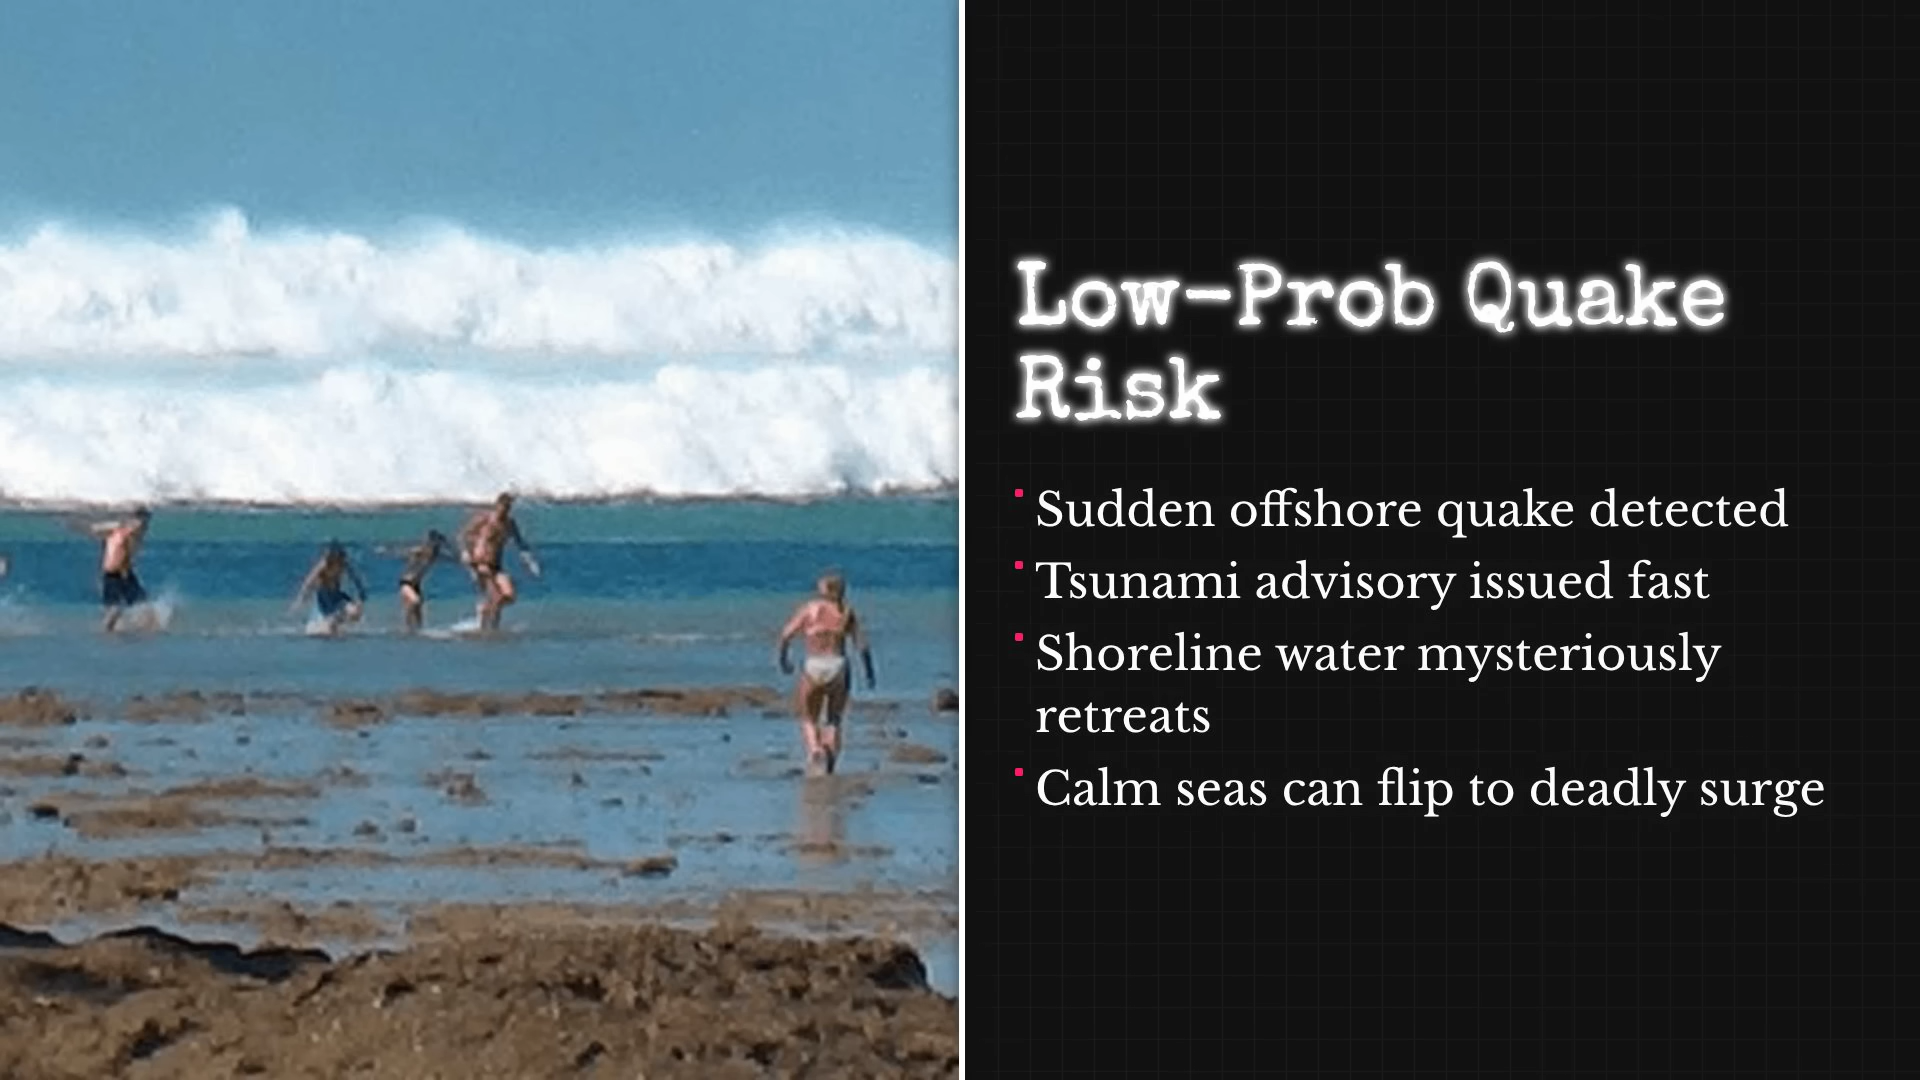 Low-Prob Quake
Risk
Sudden offshore quake detected
Tsunami advisory issued fast
Shoreline water mysteriously
retreats
Calm seas can flip to deadly surge